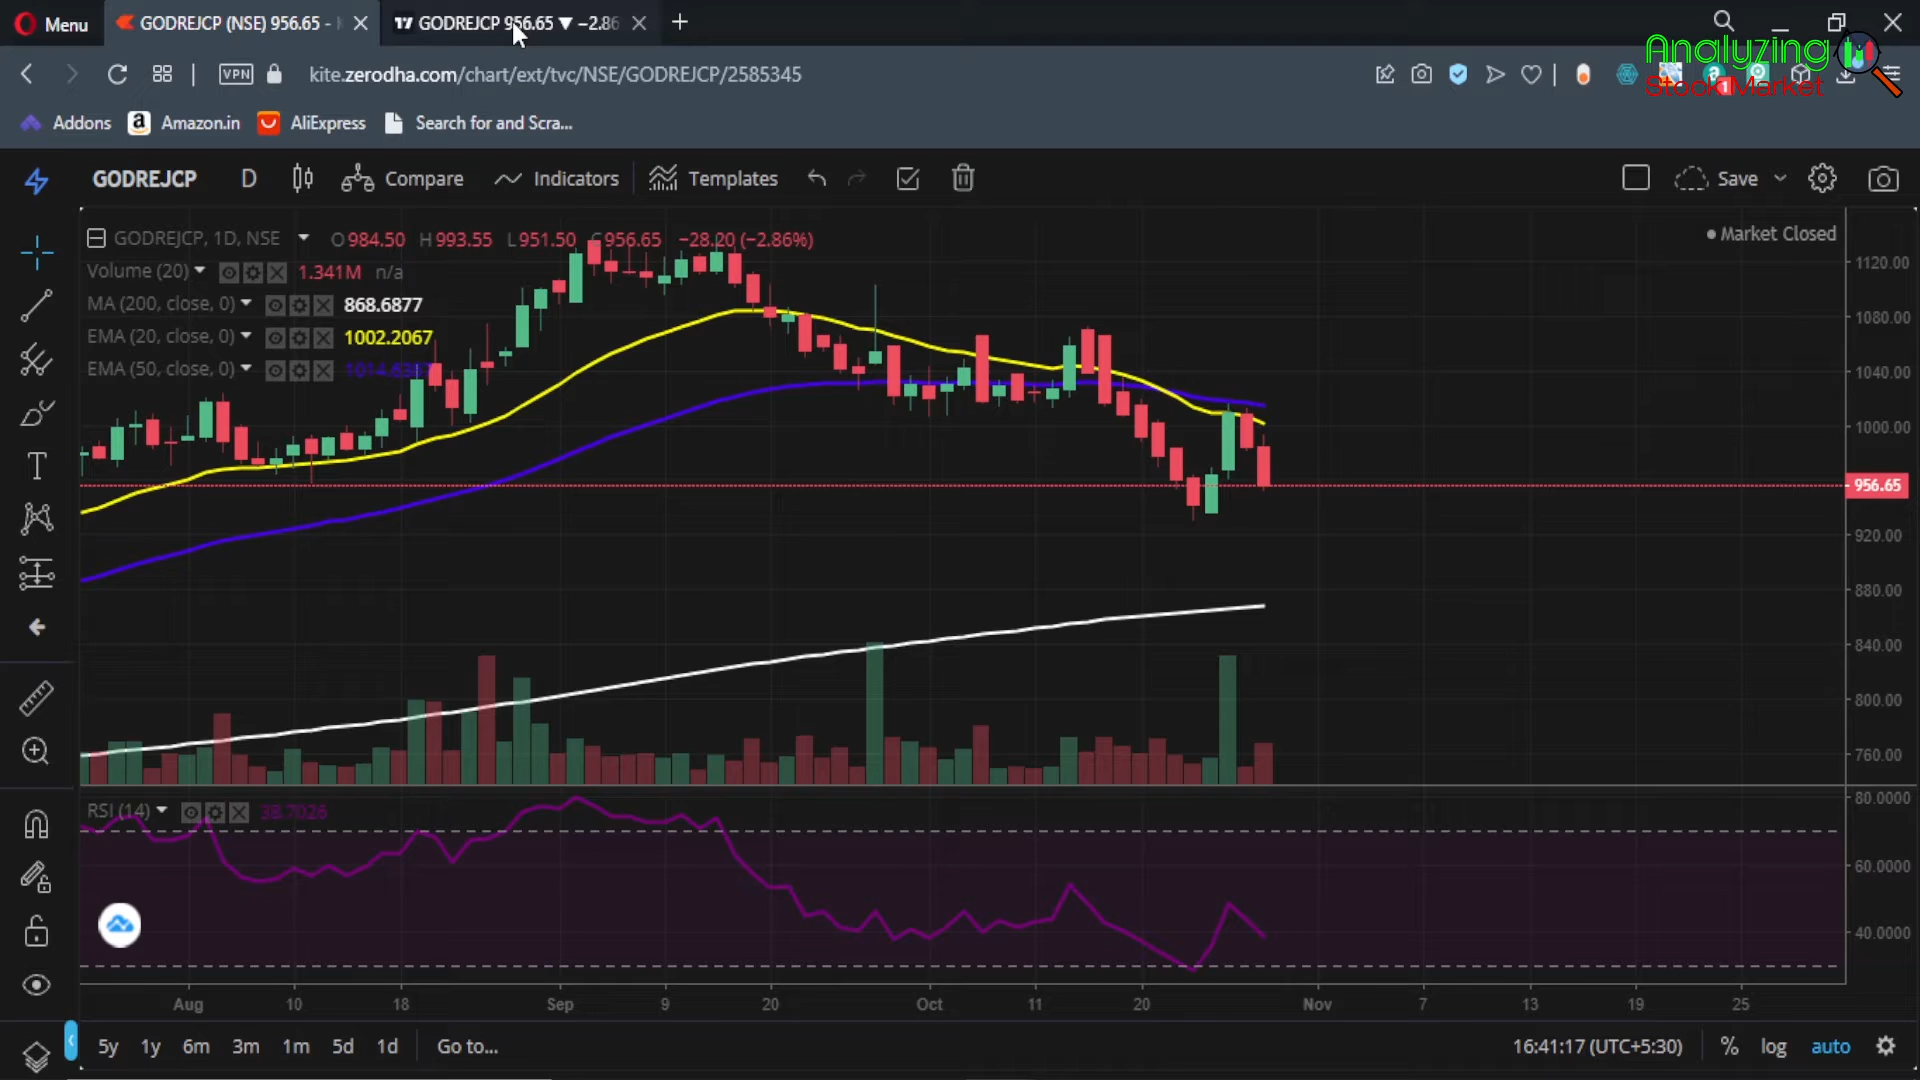 Menu
GODREJCP (NSE) 956.65 -
GODREJCP 956.65 ▼ −2.86
VPN
kite.zerodha.com/chart/ext/tvc/NSE/GODREJCP/2585345
Analyzing
Stock Market
1
Addons
Amazon.in
AliExpress
Search for and Scra...
GODREJCP
D
Compare
Indicators
Templates
Save
GODREJCP, 1D, NSE
O984.50 H993.55 L951.50 C956.65 −28.20 (−2.86%)
Market Closed
Volume (20)
1.341M n/a
MA (200, close, 0)
868.6877
EMA (20, close, 0)
1002.2067
EMA (50, close, 0)
1120.00
1080.00
1040.00
1000.00
956.65
920.00
880.00
840.00
800.00
760.00
RSI (14)
38.7026
80.0000
60.0000
40.0000
Aug 10 18 Sep 9 20 Oct 11 20 Nov 7 13 19 25
5y 1y 6m 3m 1m 5d 1d Go to...
16:41:17 (UTC+5:30) % log auto